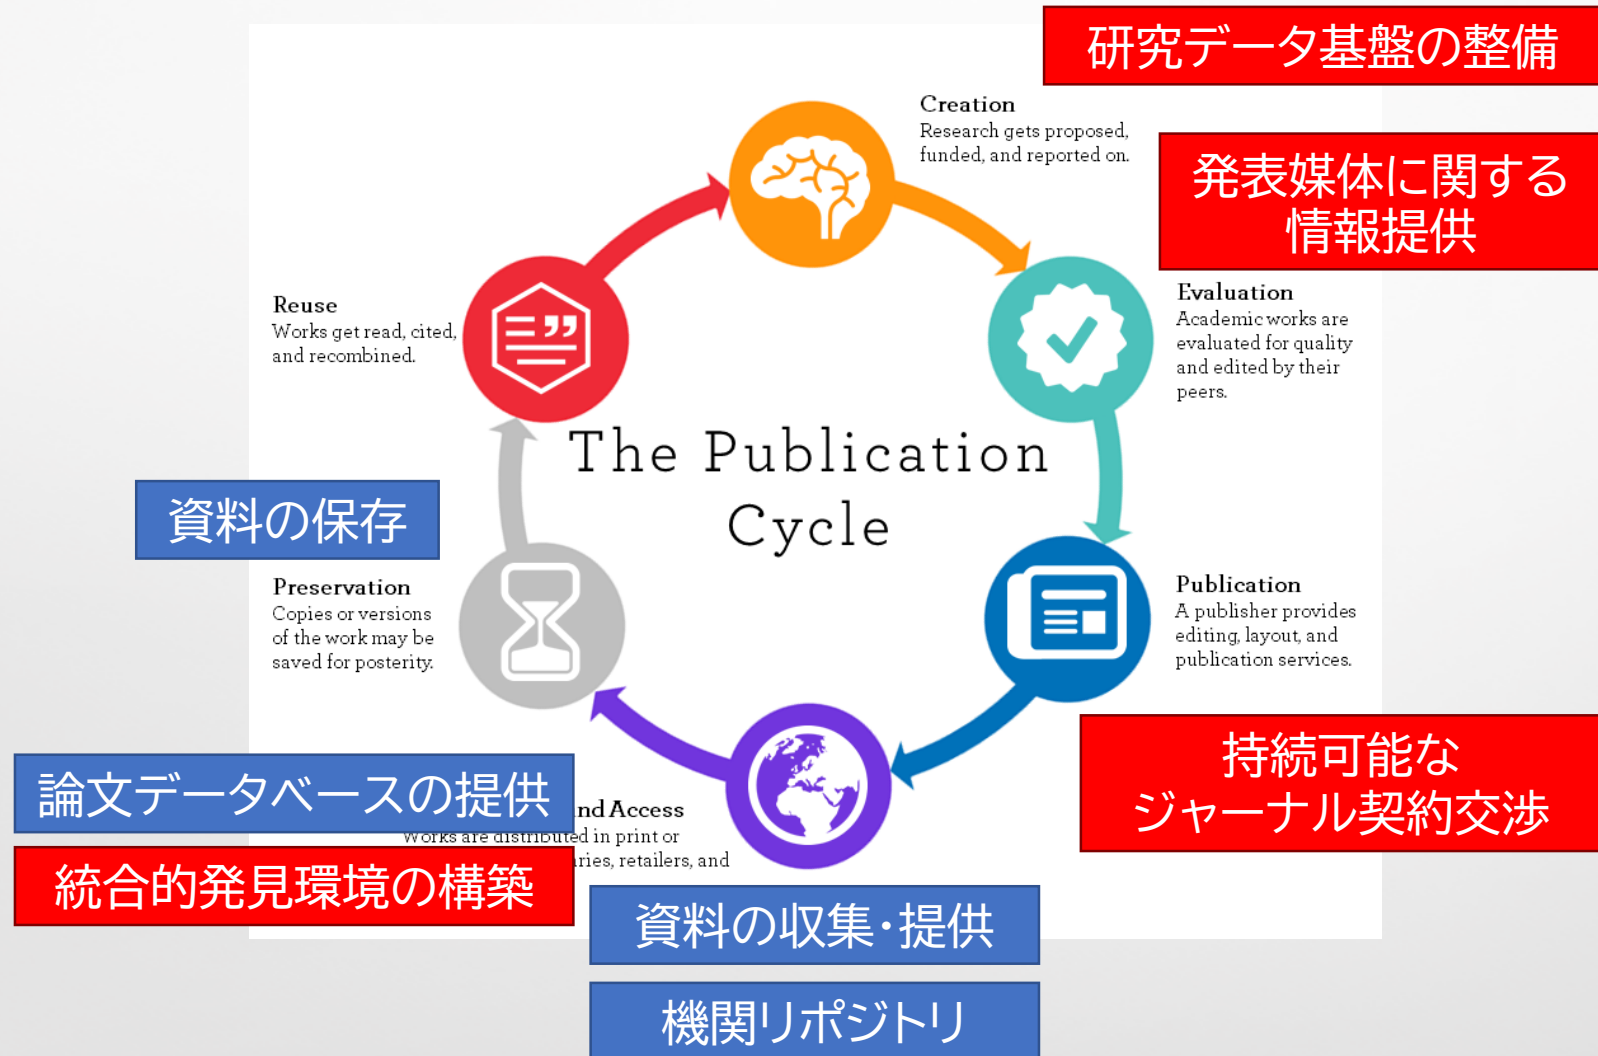 研究データ基盤の整備
Creation
Research gets proposed,
funded, and reported on.
発表媒体に関する
情報提供
Evaluation
Academic works are
evaluated for quality
and edited by their
peers.
Reuse
Works get read, cited,
and recombined.
The Publication
Cycle
資料の保存
Preservation
Copies or versions
of the work may be
saved for posterity.
Publication
A publisher provides
editing, layout, and
publication services.
持続可能な
ジャーナル契約交渉
論文データベースの提供
and Access
Works are distributed in print or
retailers, and
統合的発見環境の構築
資料の収集・提供
機関リポジトリ